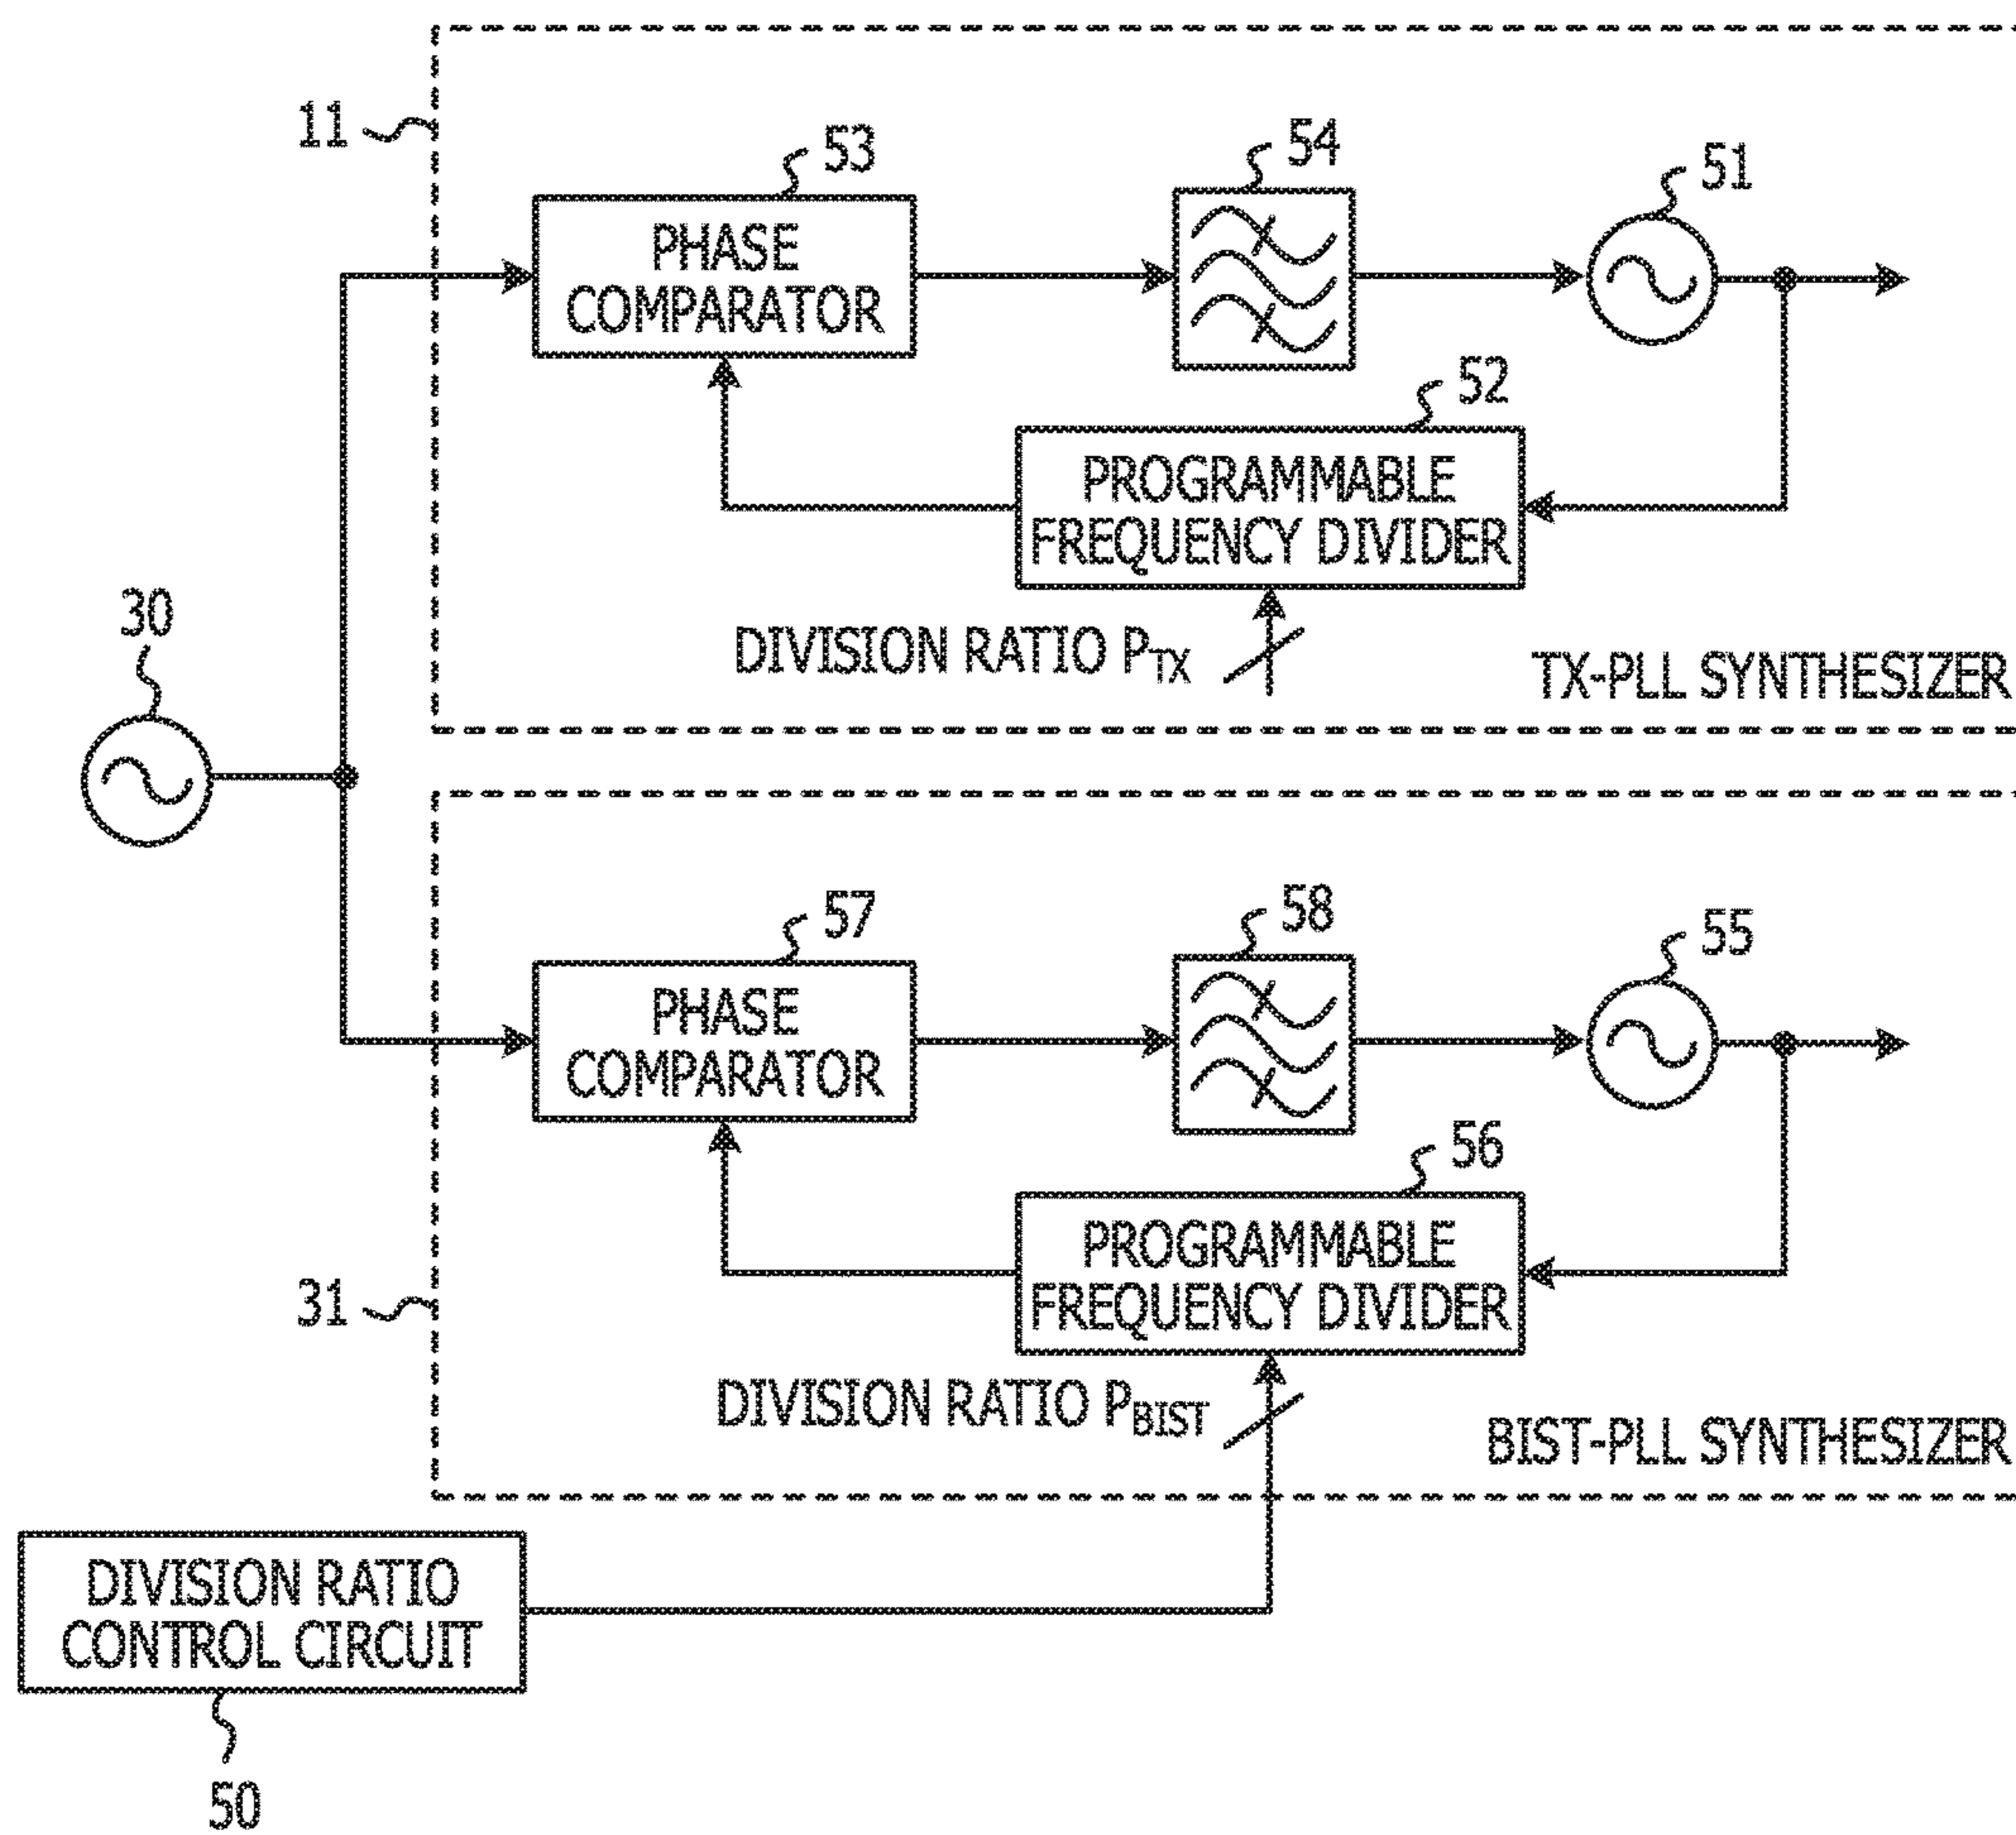 11
53
54
51
PHASE
COMPARATOR
52
PROGRAMMABLE
FREQUENCY DIVIDER
30
DIVISION RATIO PTX
TX-PLL SYNTHESIZER
57
58
55
PHASE
COMPARATOR
56
PROGRAMMABLE
FREQUENCY DIVIDER
31
DIVISION RATIO PBIST
BIST-PLL SYNTHESIZER
DIVISION RATIO
CONTROL CIRCUIT
50